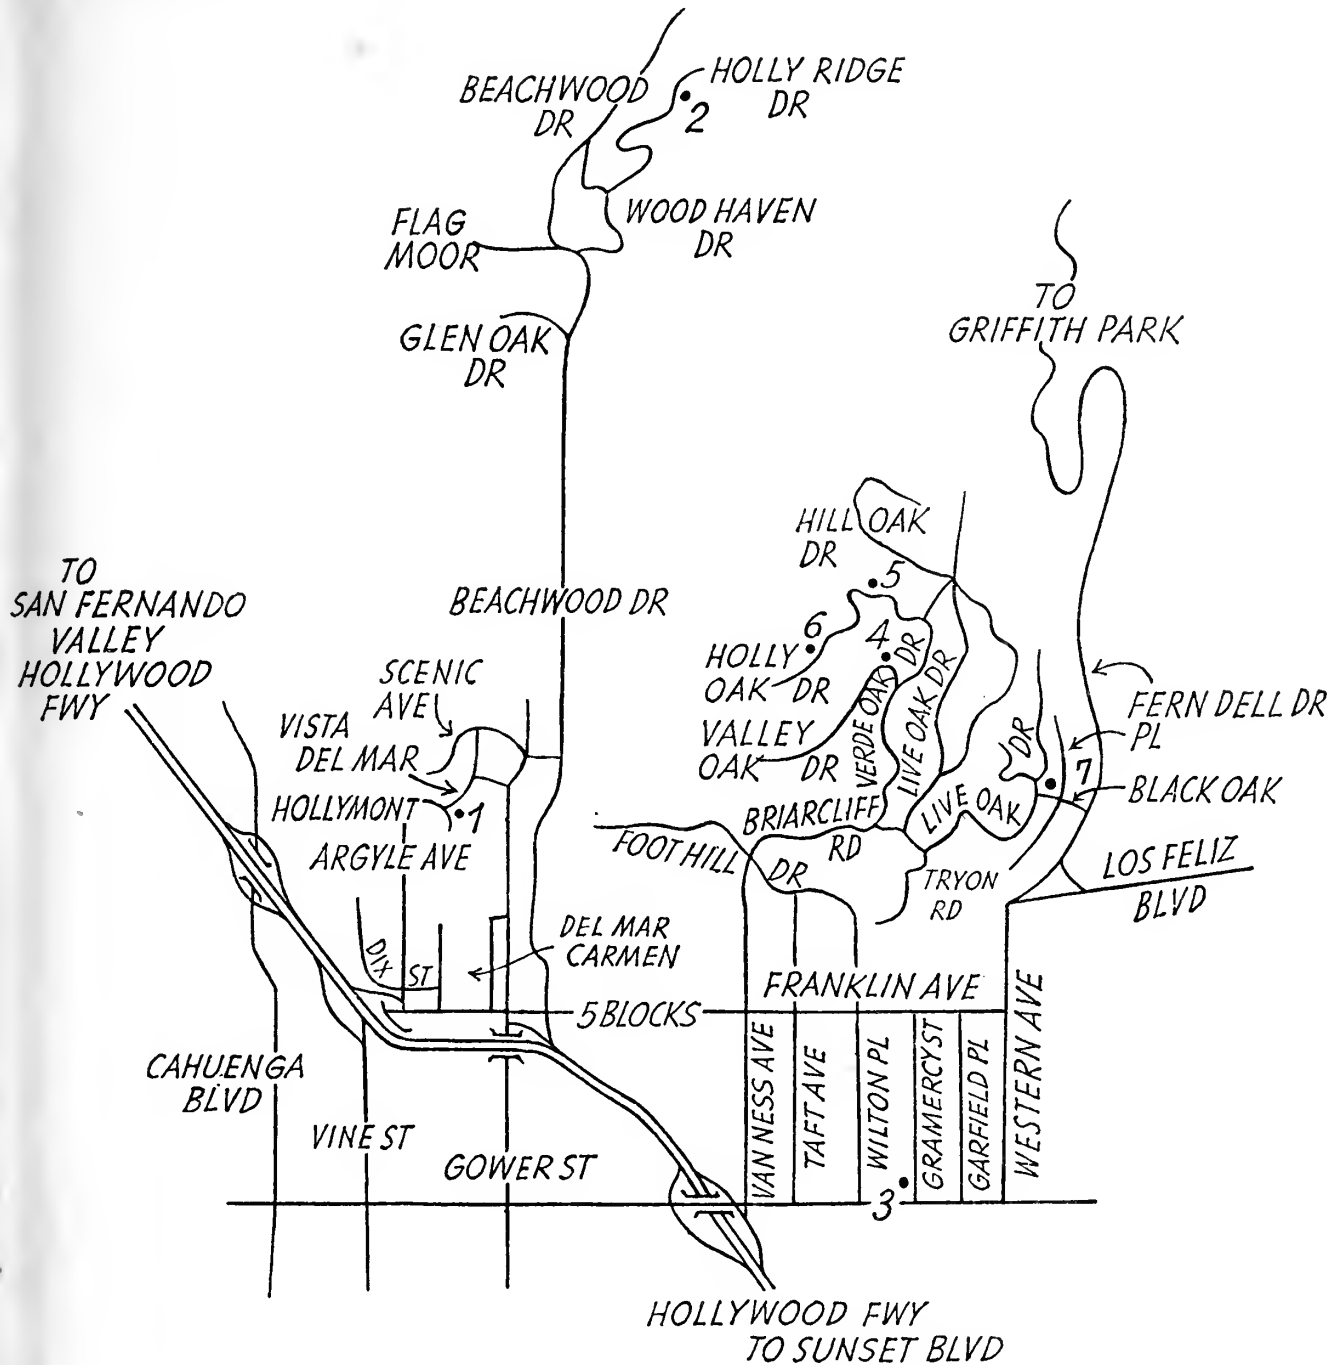 BEACHWOOD
DR
HOLLY RIDGE
DR
2
FLAG
MOOR
WOOD HAVEN
DR
TO
GRIFFITH PARK
GLEN OAK
DR
HILL OAK
DR
TO
SAN FERNANDO
VALLEY
HOLLYWOOD
FWY
BEACHWOOD DR
5
6
4
HOLLY
OAK DR
VALLEY
OAK DR
VERDE OAK DR
LIVE OAK DR
SCENIC
AVE
VISTA
DEL MAR
HOLLYMONT
1
ARGYLE AVE
FERN DELL DR
PL
7
BLACK OAK
BRIARCLIFF
RD
LIVE OAK DR
FOOT HILL DR
TRYON
RD
LOS FELIZ
BLVD
DEL MAR
CARMEN
DIX ST
FRANKLIN AVE
5 BLOCKS
CAHUENGA
BLVD
VINE ST
GOWER ST
VAN NESS AVE
TAFT AVE
WILTON PL
GRAMERCY ST
GARFIELD PL
WESTERN AVE
3
HOLLYWOOD FWY
TO SUNSET BLVD